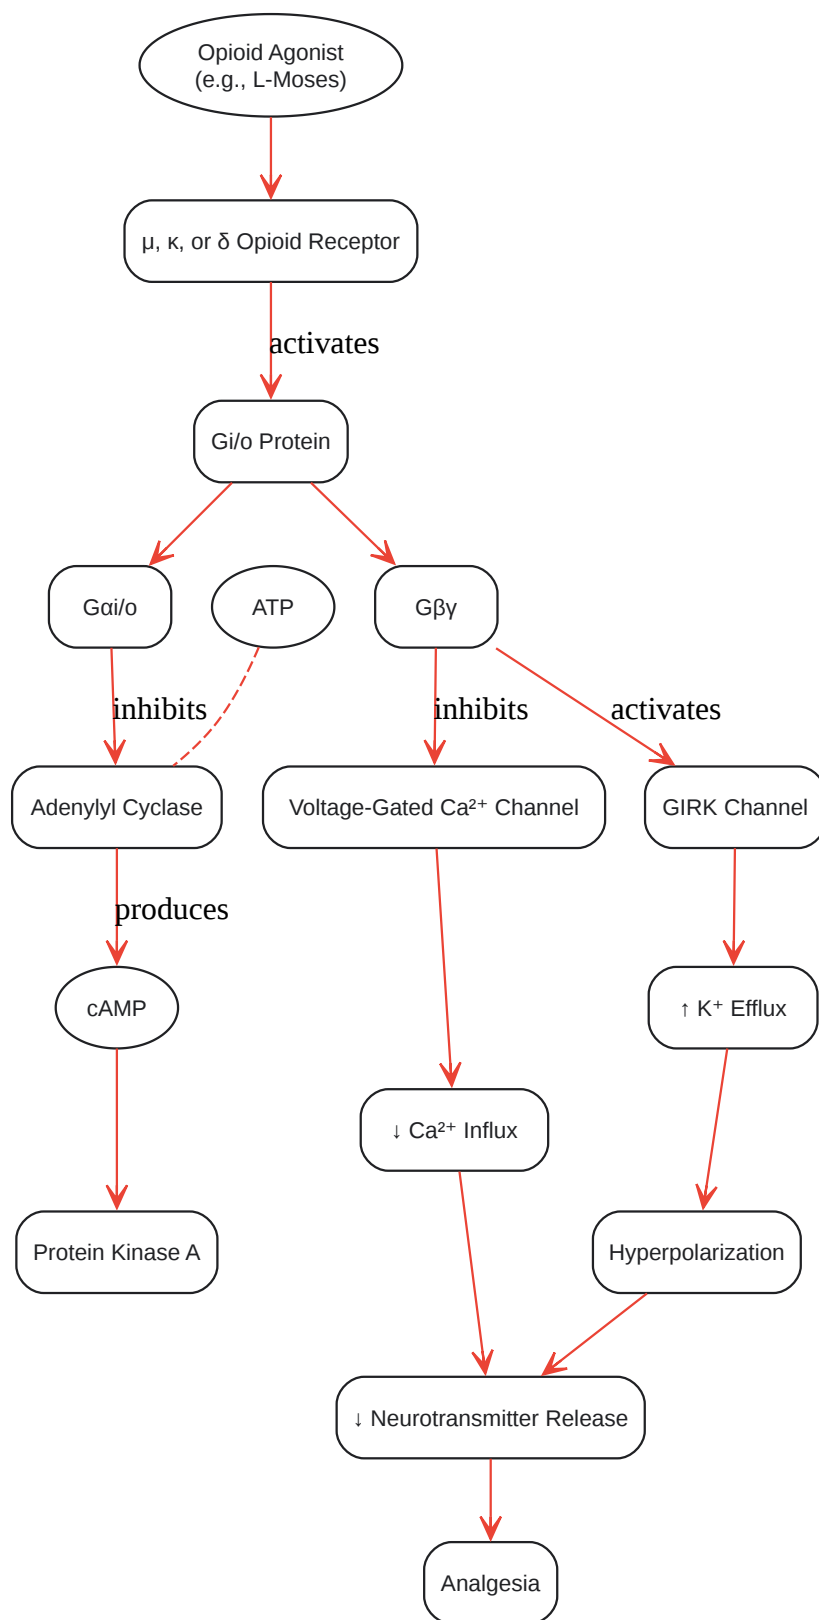 Opioid Agonist
(e.g., L-Moses)
μ, κ, or δ Opioid Receptor
activates
Gi/o Protein
Gαi/o
ATP
Gβγ
inhibits
inhibits
activates
Adenylyl Cyclase
Voltage-Gated Ca²⁺ Channel
GIRK Channel
produces
cAMP
↑ K⁺ Efflux
↓ Ca²⁺ Influx
Protein Kinase A
Hyperpolarization
↓ Neurotransmitter Release
Analgesia